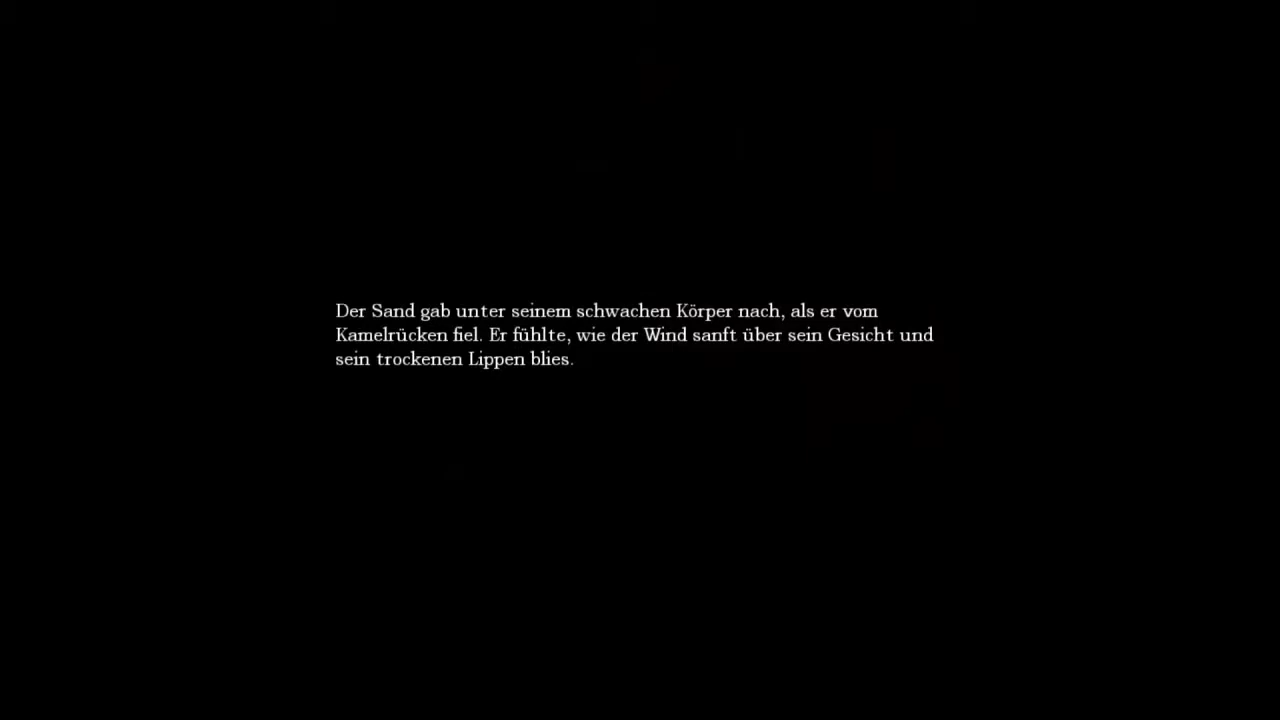 Der Sand gab unter seinem schwachen Körper nach, als er vom
Kamelrücken fiel. Er fühlte, wie der Wind sanft über sein Gesicht und
sein trockenen Lippen blies.